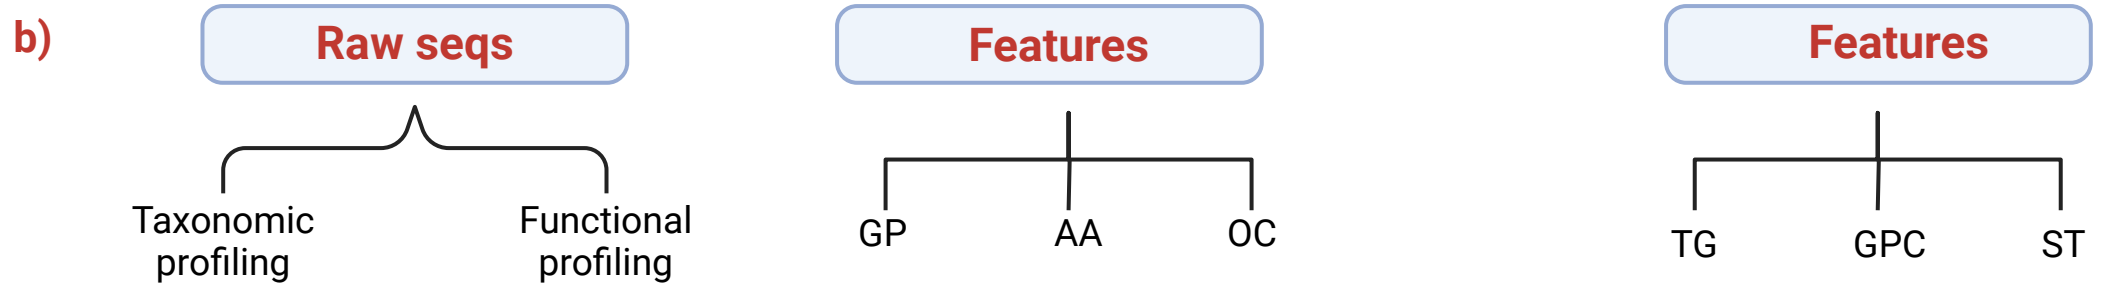 b)
Raw seqs
Features
Features
Taxonomic
profiling
Functional
profiling
GP
AA
OC
TG
GPC
ST